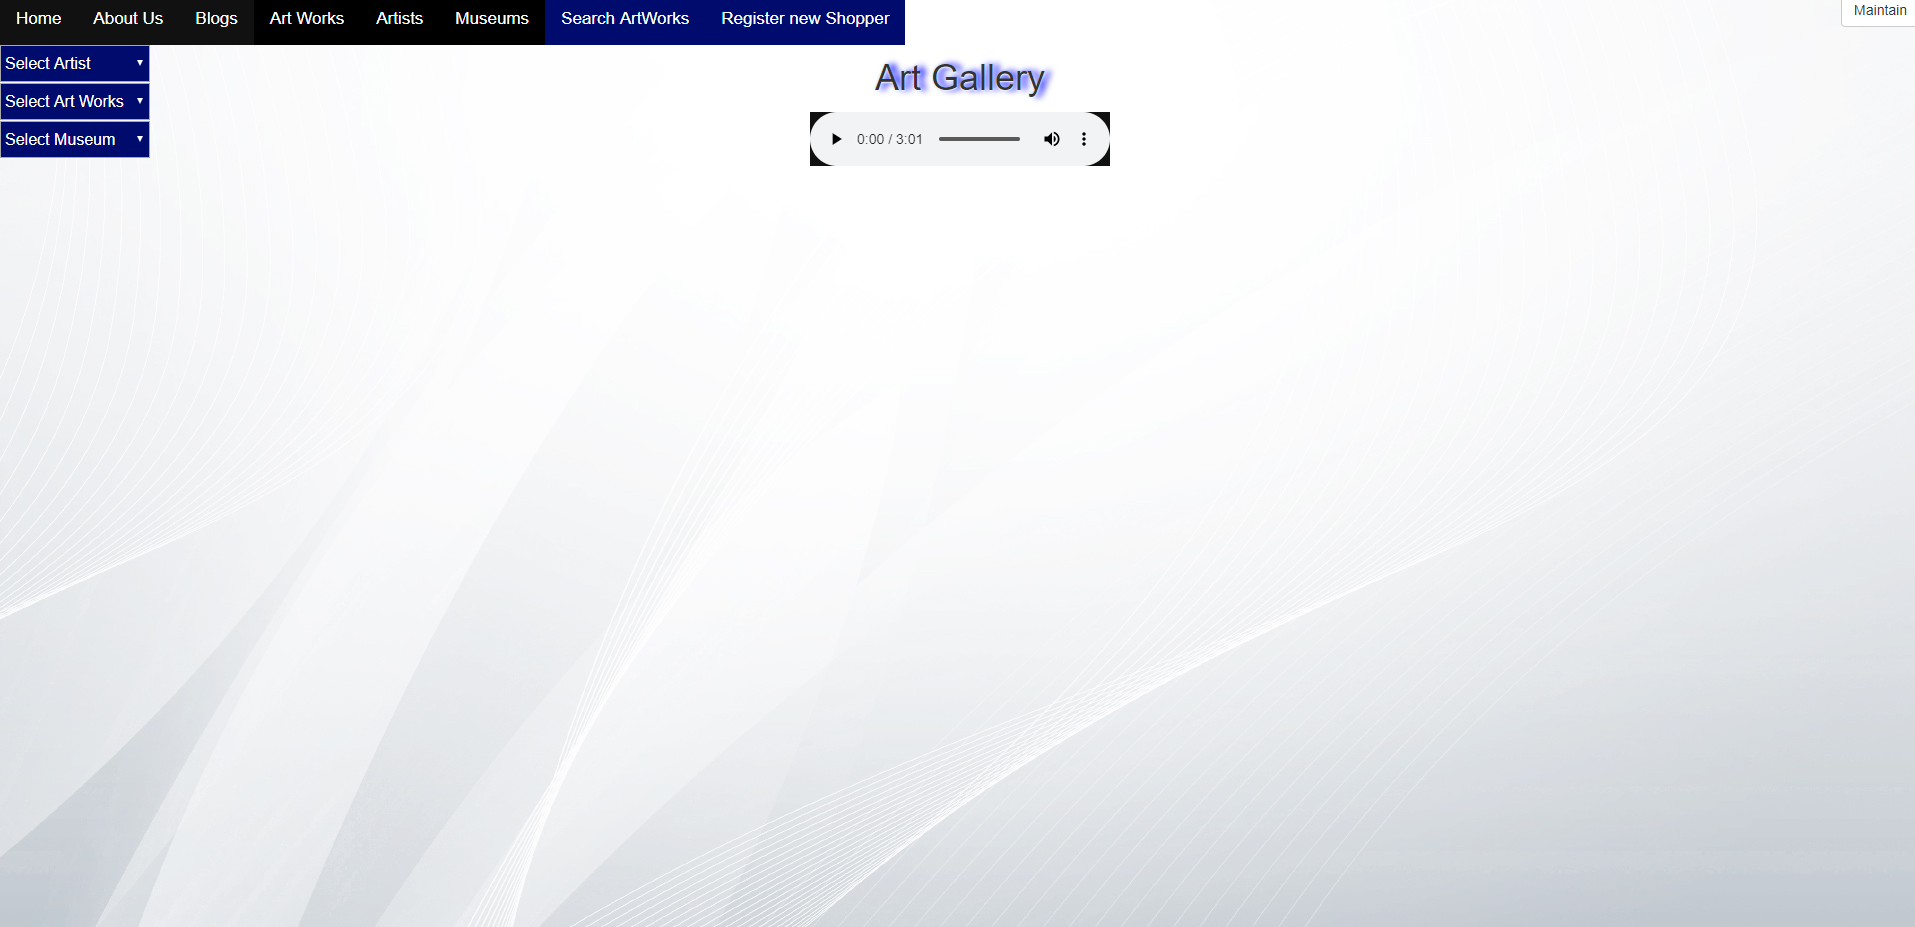 Home About Us Blogs Art Works Artists Museums Search ArtWorks Register new Shopper Maintain
Select Artist
Select Art Works
Select Museum
Art Gallery
0:00 / 3:01